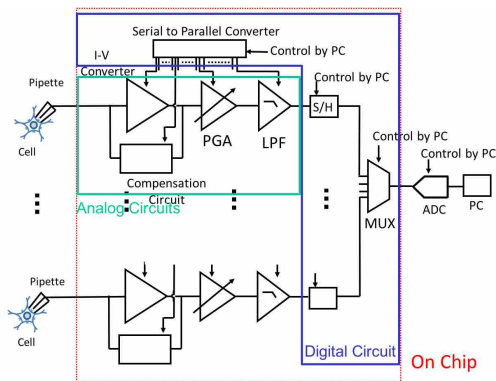 Serial to Parallel Converter
I-V
Converter
Control by PC
Pipette
Control by PC
S/H
PGA
LPF
Control by PC
Cell
Control by PC
Compensation
Circuit
Analog Circuits
MUX
ADC
PC
Pipette
Cell
Digital Circuit
On Chip